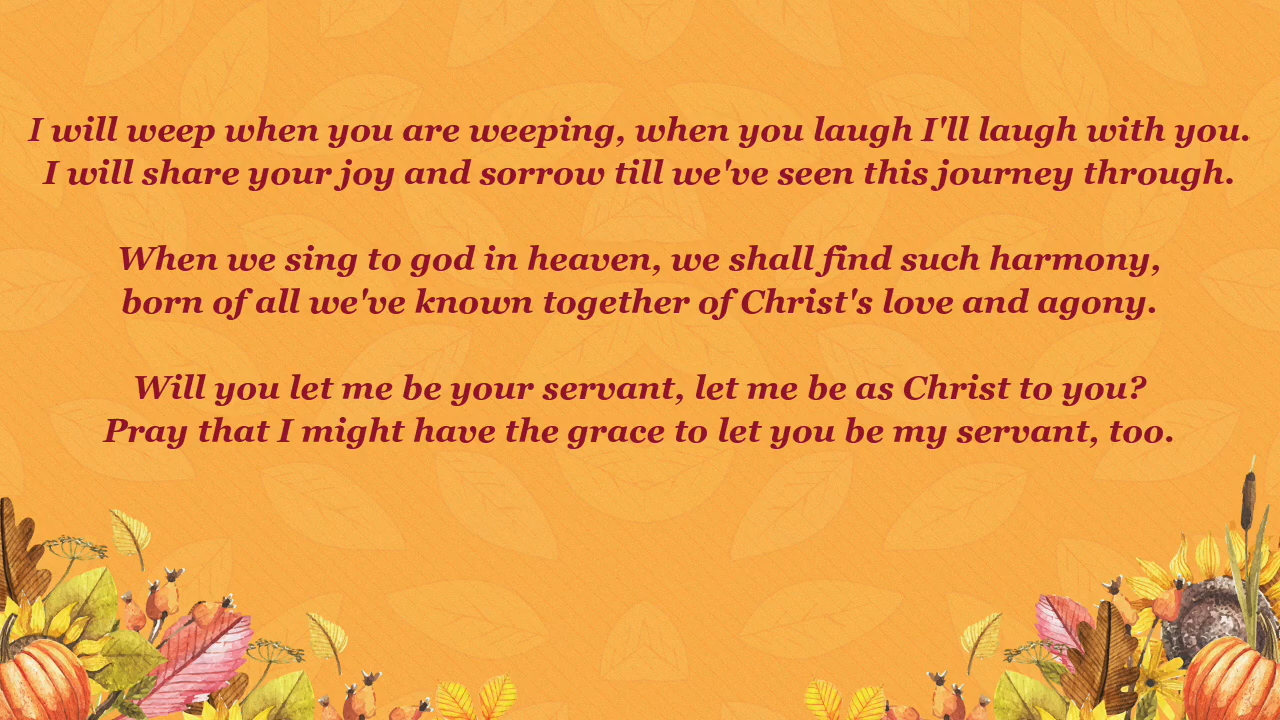 I will weep when you are weeping, when you laugh I'll laugh with you.
I will share your joy and sorrow till we've seen this journey through.
When we sing to god in heaven, we shall find such harmony,
born of all we've known together of Christ's love and agony.
Will you let me be your servant, let me be as Christ to you?
Pray that I might have the grace to let you be my servant, too.